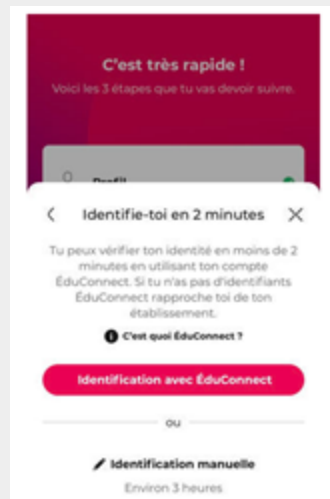 C'est très rapide !
Voici les 3 étapes que tu vas devoir suivre.
Profil
Identifie-toi en 2 minutes
Tu peux vérifier ton identité en moins de 2
minutes en utilisant ton compte
ÉduConnect. Si tu n'as pas d'identifiants
ÉduConnect rapproche toi de ton
établissement.
C'est quoi ÉduConnect ?
Identification avec ÉduConnect
ou
Identification manuelle
Environ 3 heures